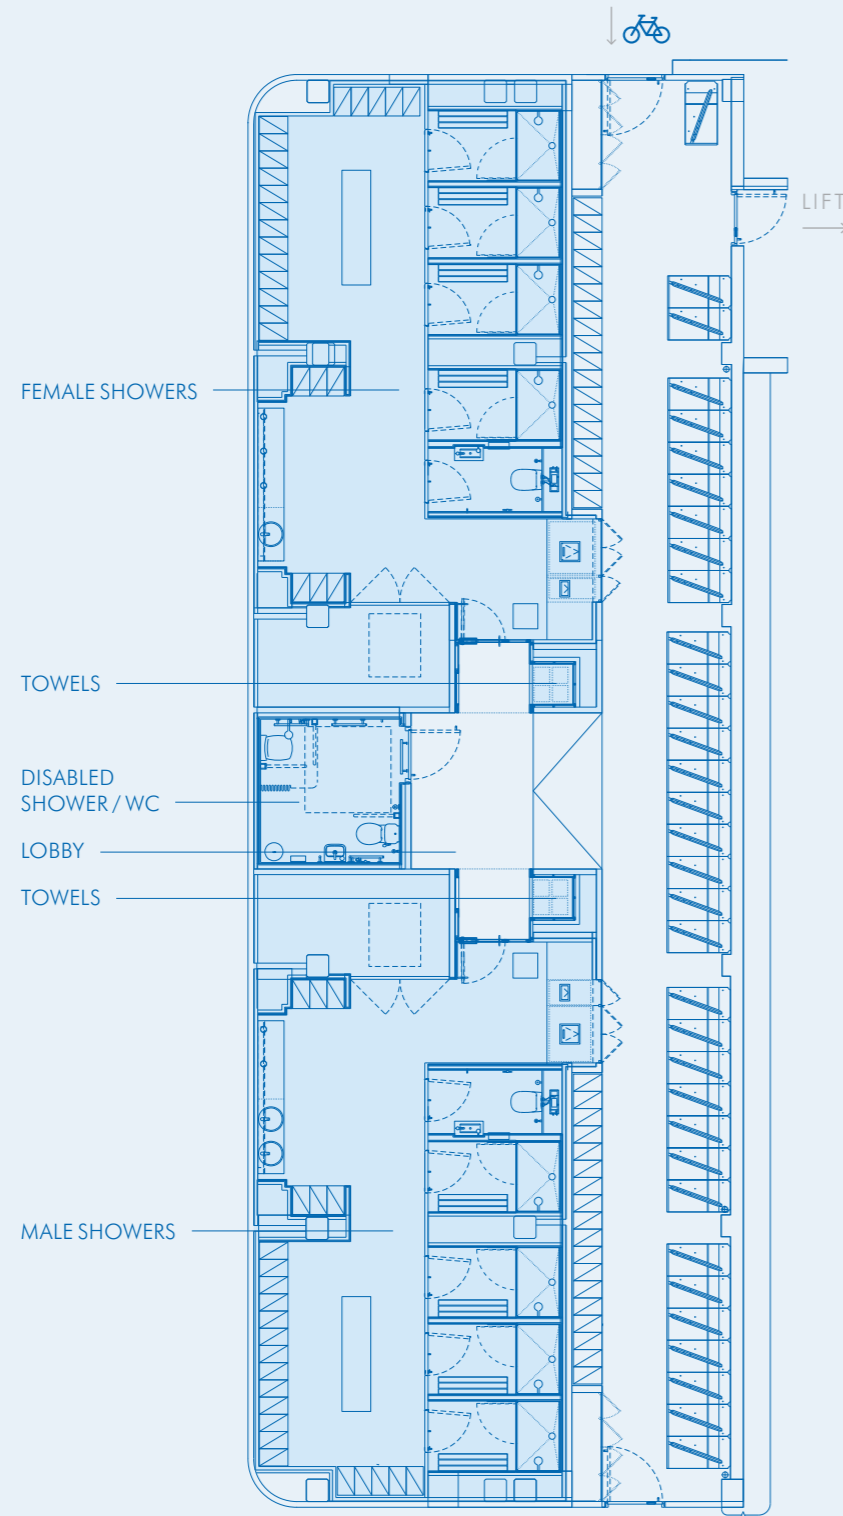 LIFT
FEMALE SHOWERS
TOWELS
DISABLED
SHOWER / WC
LOBBY
TOWELS
MALE SHOWERS